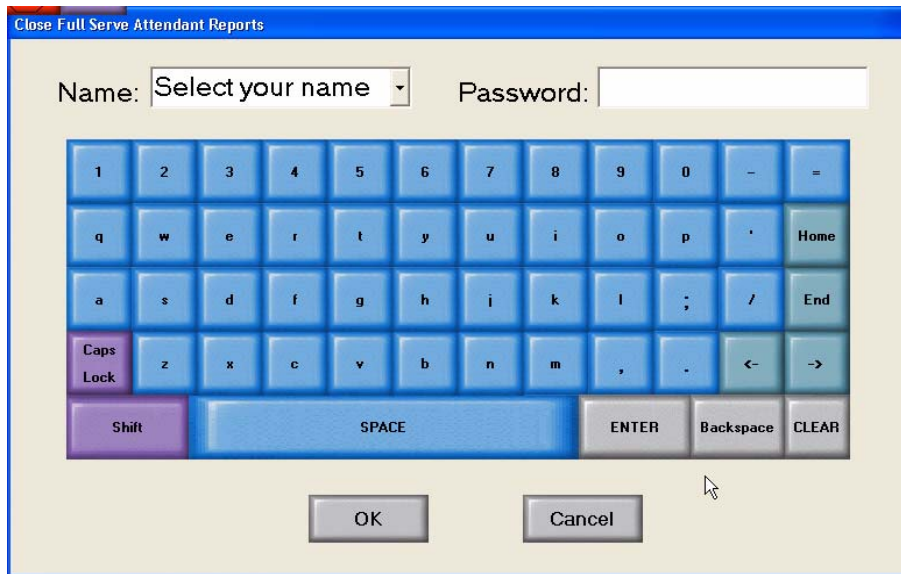 Close Full Serve Attendant Reports
Name: Select your name Password:
1 2 3 4 5 6 7 8 9 0 - =
q w e r t y u i o p ' Home
a s d f g h j k l ; / End
Caps Lock z x c v b n m , . <- ->
Shift SPACE ENTER Backspace CLEAR
OK Cancel